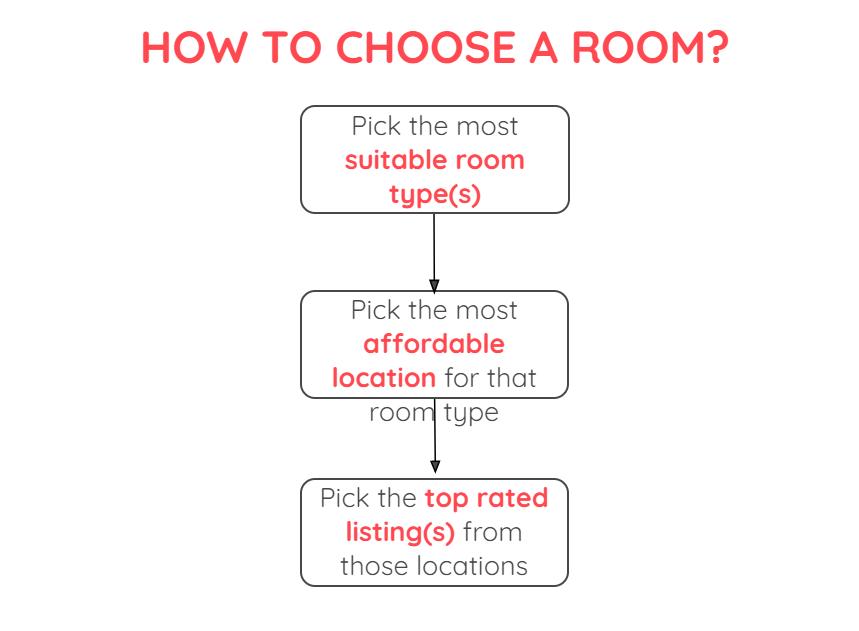 HOW TO CHOOSE A ROOM?
Pick the most
suitable room
type(s)
Pick the most
affordable
location for that
room type
Pick the top rated
listing(s) from
those locations